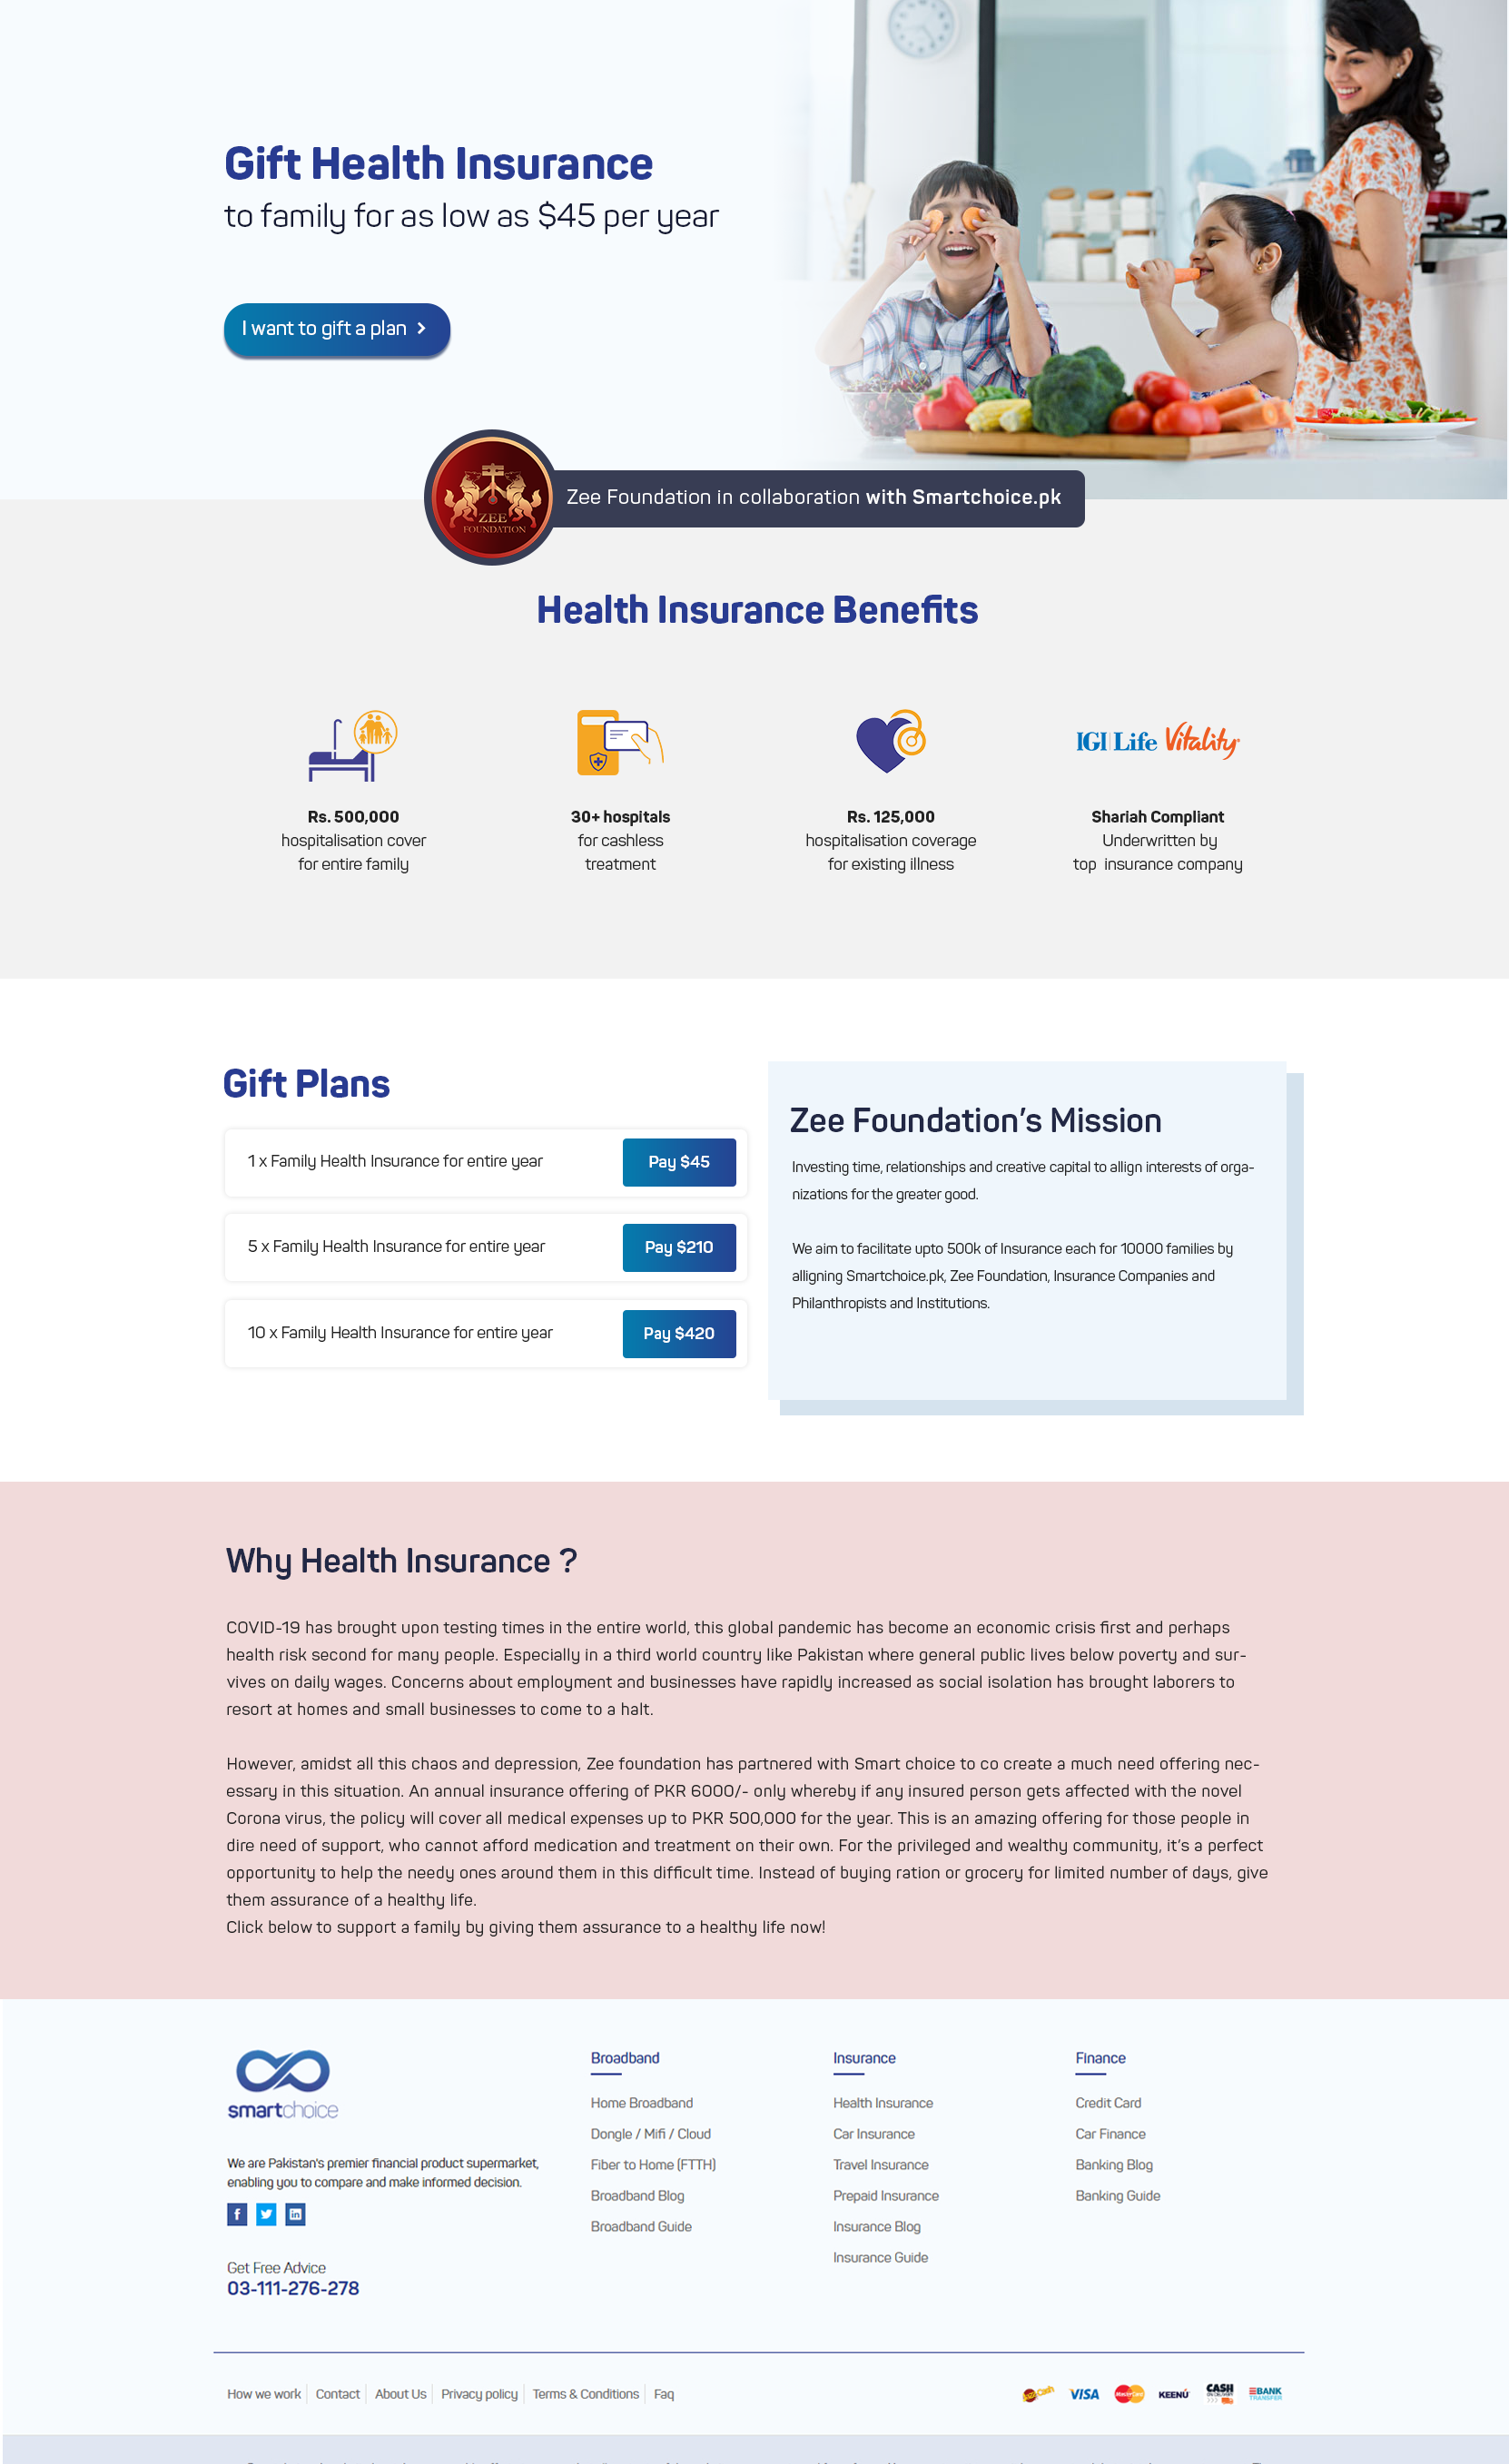 Gift Health Insurance
to family for as low as $45 per year
I want to gift a plan
ZEE
FOUNDATION
Zee Foundation in collaboration with Smartchoice.pk
Health Insurance Benefits
Rs. 500,000
hospitalisation cover
for entire family
30+ hospitals
for cashless
treatment
Rs. 125,000
hospitalisation coverage
for existing illness
IGI Life Vitality
Shariah Compliant
Underwritten by
top insurance company
Gift Plans
1 x Family Health Insurance for entire year
Pay $45
5 x Family Health Insurance for entire year
Pay $210
10 x Family Health Insurance for entire year
Pay $420
Zee Foundation's Mission
Investing time, relationships and creative capital to allign interests of orga-
nizations for the greater good.
We aim to facilitate upto 500k of Insurance each for 10000 families by
alligning Smartchoice.pk, Zee Foundation, Insurance Companies and
Philanthropists and Institutions.
Why Health Insurance ?
COVID-19 has brought upon testing times in the entire world, this global pandemic has become an economic crisis first and perhaps
health risk second for many people. Especially in a third world country like Pakistan where general public lives below poverty and sur-
vives on daily wages. Concerns about employment and businesses have rapidly increased as social isolation has brought laborers to
resort at homes and small businesses to come to a halt.
However, amidst all this chaos and depression, Zee foundation has partnered with Smart choice to co create a much need offering nec-
essary in this situation. An annual insurance offering of PKR 6000/- only whereby if any insured person gets affected with the novel
Corona virus, the policy will cover all medical expenses up to PKR 500,000 for the year. This is an amazing offering for those people in
dire need of support, who cannot afford medication and treatment on their own. For the privileged and wealthy community, it's a perfect
opportunity to help the needy ones around them in this difficult time. Instead of buying ration or grocery for limited number of days, give
them assurance of a healthy life.
Click below to support a family by giving them assurance to a healthy life now!
smartchoice
We are Pakistan's premier financial product supermarket,
enabling you to compare and make informed decision.
Get Free Advice
03-111-276-278
Broadband
Home Broadband
Dongle / Mifi / Cloud
Fiber to Home (FTTH)
Broadband Blog
Broadband Guide
Insurance
Health Insurance
Car Insurance
Travel Insurance
Prepaid Insurance
Insurance Blog
Insurance Guide
Finance
Credit Card
Car Finance
Banking Blog
Banking Guide
How we work
Contact
About Us
Privacy policy
Terms & Conditions
Faq
VISA
MasterCard
KEENU
CASH
BANK
TRANSFER